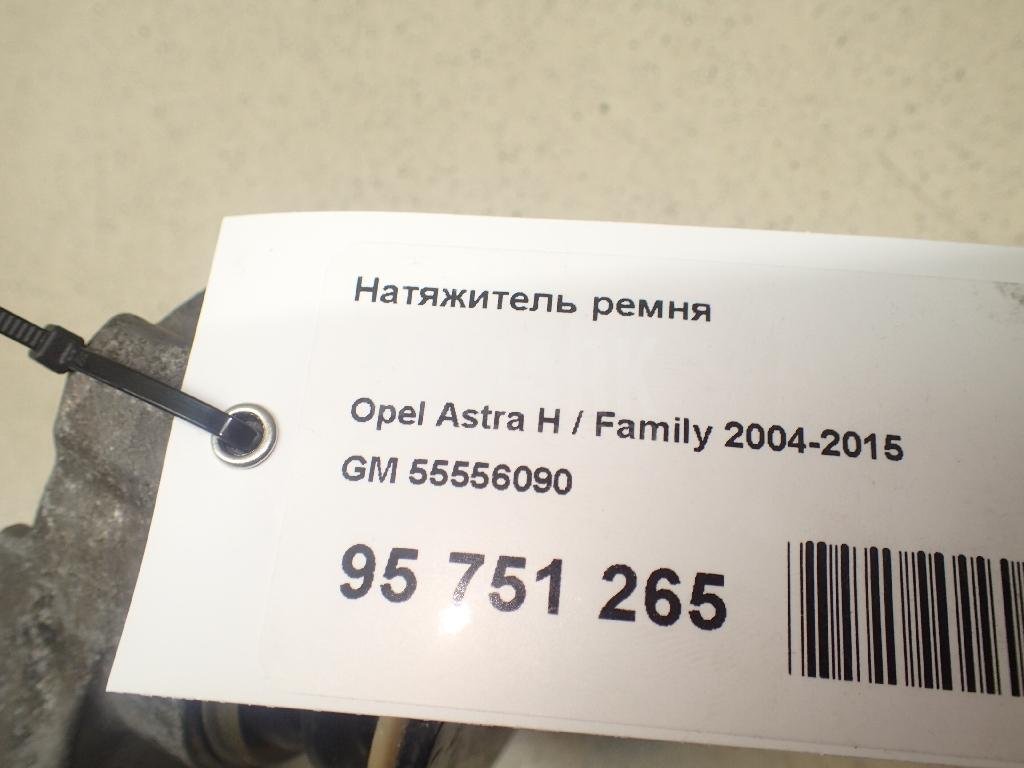 Натяжитель ремня
Opel Astra H / Family 2004-2015
GM 55556090
95 751 265